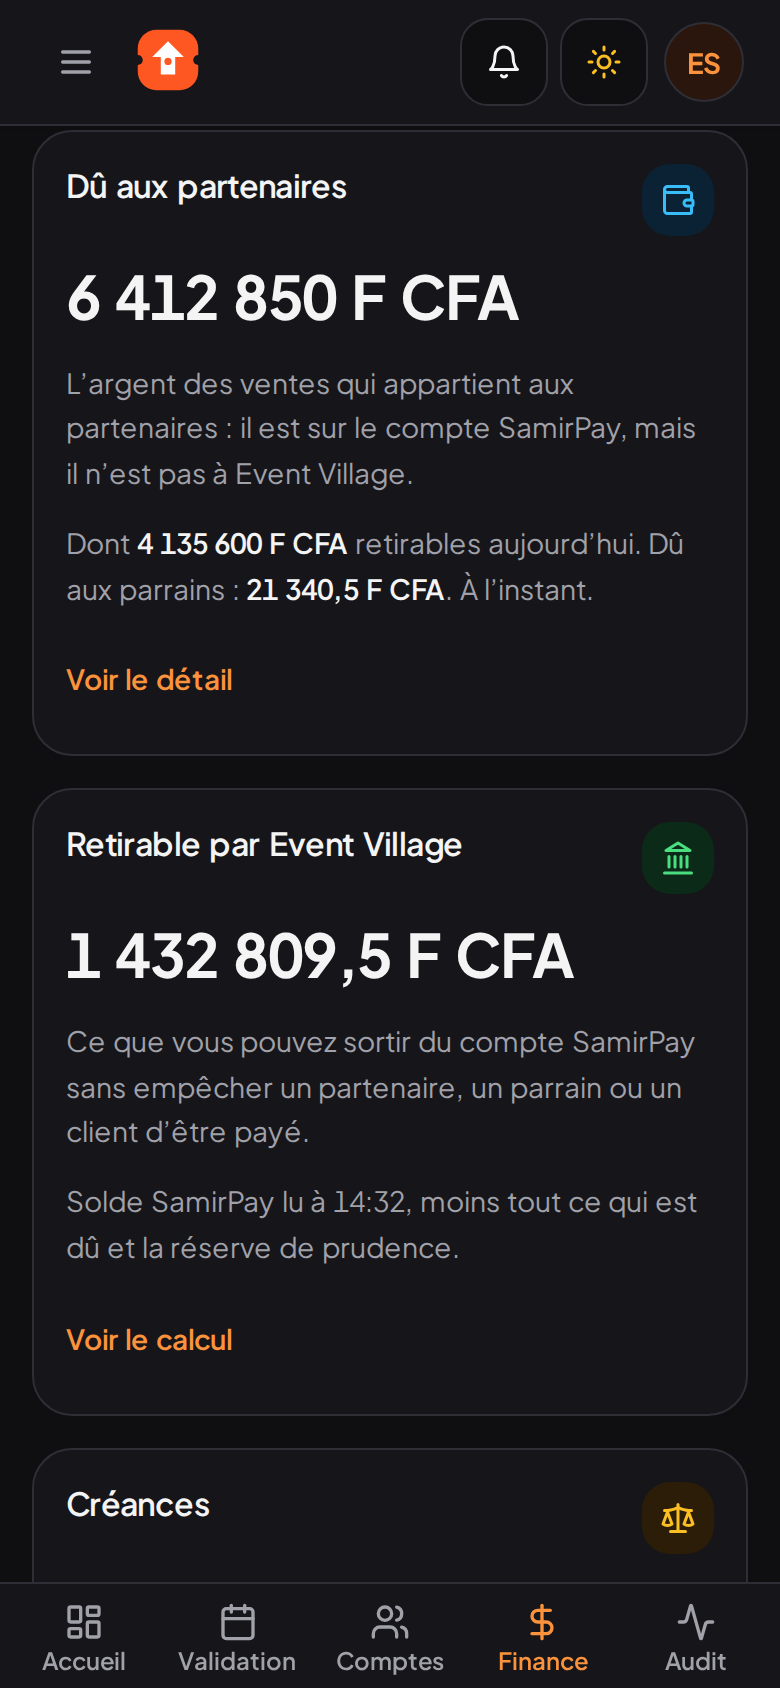 ES
Dû aux partenaires
6 412 850 F CFA
L’argent des ventes qui appartient aux
partenaires : il est sur le compte SamirPay, mais
il n’est pas à Event Village.
Dont 4 135 600 F CFA retirables aujourd’hui. Dû
aux parrains : 21 340,5 F CFA. À l’instant.
Voir le détail
Retirable par Event Village
1 432 809,5 F CFA
Ce que vous pouvez sortir du compte SamirPay
sans empêcher un partenaire, un parrain ou un
client d’être payé.
Solde SamirPay lu à 14:32, moins tout ce qui est
dû et la réserve de prudence.
Voir le calcul
Créances
Accueil Validation Comptes Finance Audit